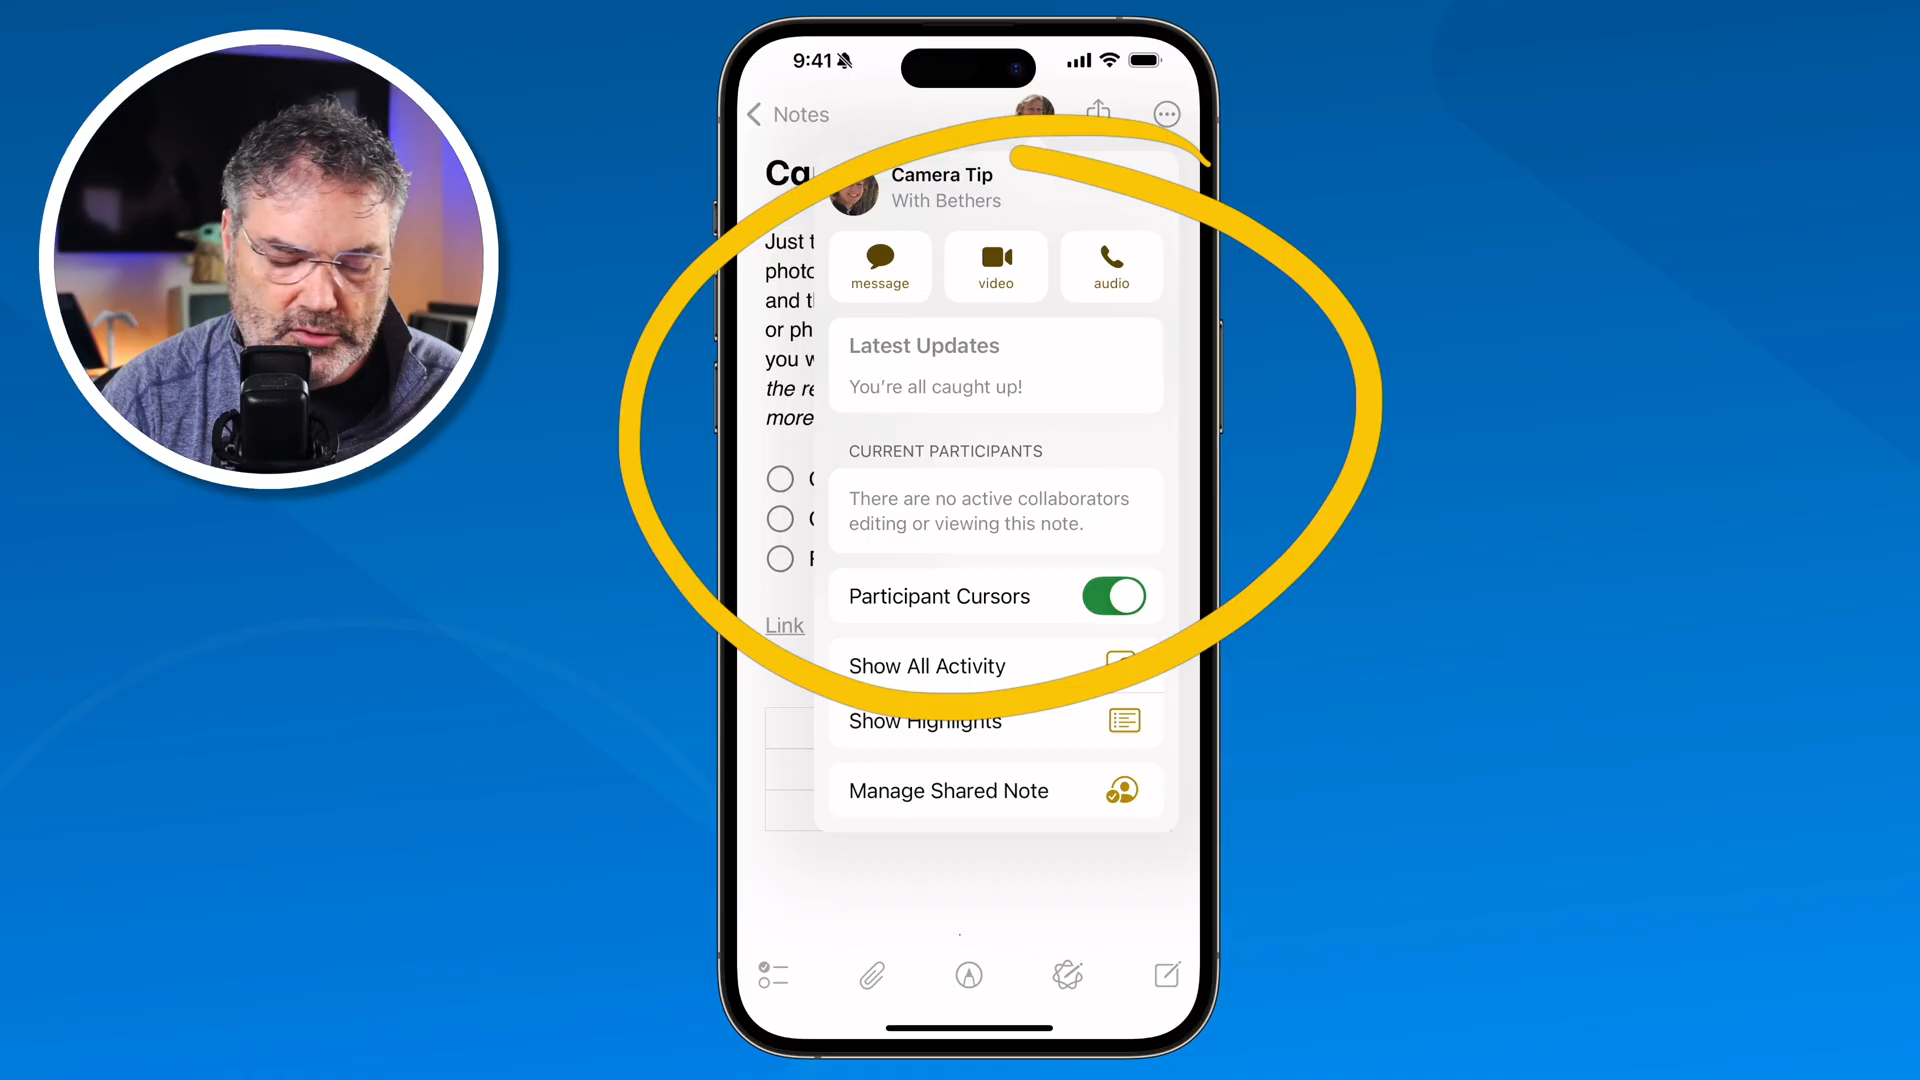 9:41
Notes
Ca
Camera Tip
With Bethers
Just
message
video
audio
and
or ph
you
Latest Updates
You're all caught up!
the
more
CURRENT PARTICIPANTS
There are no active collaborators
editing or viewing this note.
Participant Cursors
Link
Show All Activity
Show Highlights
Manage Shared Note